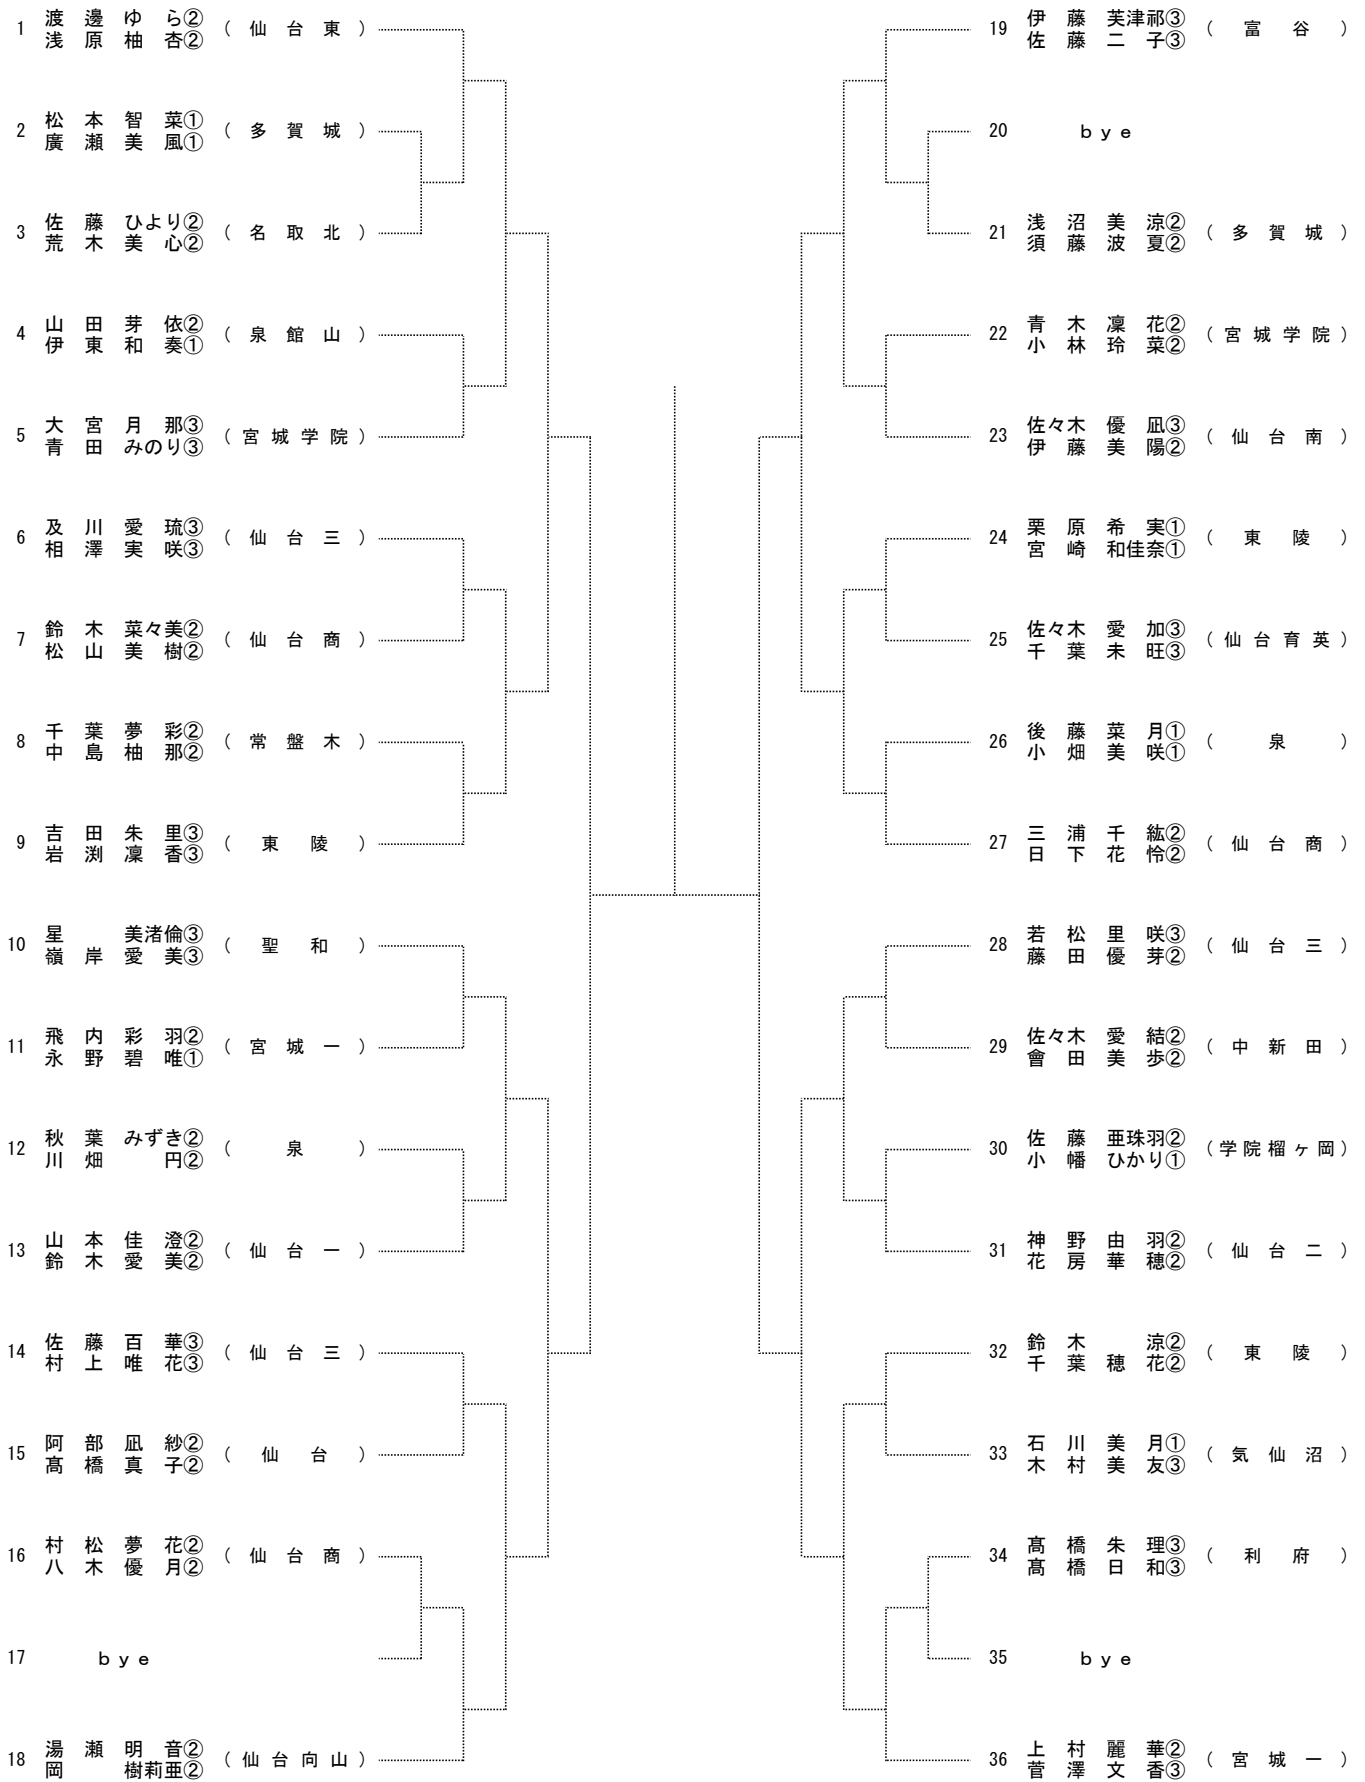 1 渡邊ゆら② (仙台東)
浅原柚杏②
2 松本智菜① (多賀城)
廣瀬美風①
3 佐藤ひより② (名取北)
荒木美心②
4 山田芽依② (泉館山)
伊東和奏①
5 大宮月那③ (宮城学院)
青田みのり③
6 及川愛琉③ (仙台三)
相澤実咲③
7 鈴木菜々美② (仙台商)
松山美樹②
8 千葉夢彩② (常盤木)
中島柚那②
9 吉田朱里③ (東陵)
岩渕凜香③
10 星美渚倫③ (聖和)
嶺岸愛美③
11 飛内彩羽② (宮城一)
永野碧唯①
12 秋葉みずき② (泉)
川畑円②
13 山本佳澄② (仙台一)
鈴木愛美②
14 佐藤百華③ (仙台三)
村上唯花③
15 阿部凪紗② (仙台)
髙橋真子②
16 村松夢花② (仙台商)
八木優月②
17 bye
18 湯瀬明音② (仙台向山)
岡樹莉亜②
19 伊藤芙津祁③ (富谷)
佐藤二子③
20 bye
21 浅沼美涼② (多賀城)
須藤波夏②
22 青木凜花② (宮城学院)
小林玲菜②
23 佐々木優凪③ (仙台南)
伊藤美陽②
24 栗原希実① (東陵)
宮崎和佳奈①
25 佐々木愛加③ (仙台育英)
千葉未旺③
26 後藤菜月① (泉)
小畑美咲①
27 三浦千紘② (仙台商)
日下花怜②
28 若松里咲③ (仙台三)
藤田優芽②
29 佐々木愛結② (中新田)
會田美歩②
30 佐藤亜珠羽② (学院榴ヶ岡)
小幡ひかり①
31 神野由羽② (仙台二)
花房華穂②
32 鈴木涼② (東陵)
千葉穂花②
33 石川美月① (気仙沼)
木村美友③
34 髙橋朱理③ (利府)
髙橋日和③
35 bye
36 上村麗華② (宮城一)
菅澤文香③